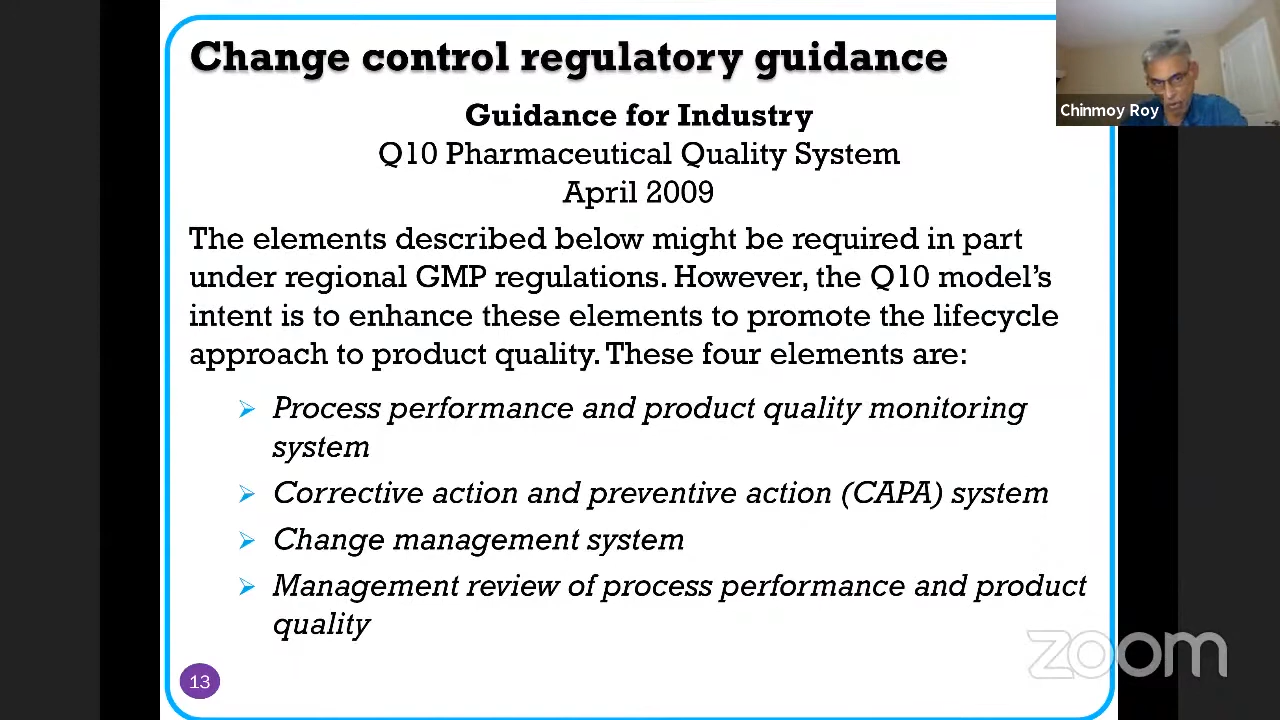 Change control regulatory guidance
Chinmoy Roy
Guidance for Industry
Q10 Pharmaceutical Quality System
April 2009
The elements described below might be required in part
under regional GMP regulations. However, the Q10 model's
intent is to enhance these elements to promote the lifecycle
approach to product quality. These four elements are:
Process performance and product quality monitoring
system
Corrective action and preventive action (CAPA) system
Change management system
Management review of process performance and product
quality
13
zoom